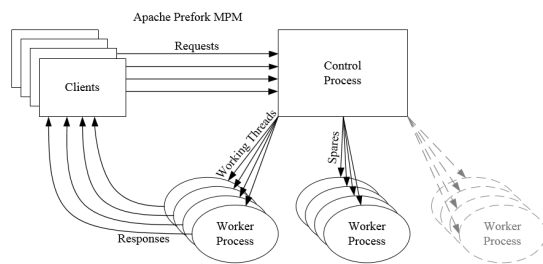 Apache Prefork MPM
Requests
Clients
Control
Process
Working Threads
Spares
Responses
Worker
Process
Worker
Process
Worker
Process